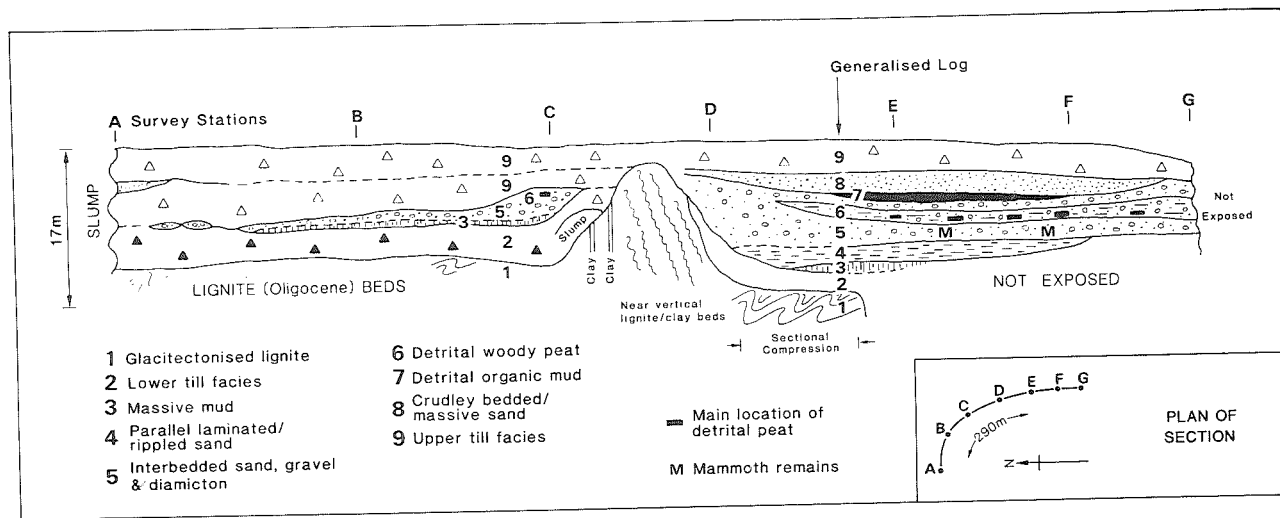 Generalised Log
A Survey Stations
B
C
D
E
F
G
SLUMP
17m
9
9
6
5
3
2
1
Slump
Clay
Clay
LIGNITE (Oligocene) BEDS
Near vertical
lignite/clay beds
9
8
7
6
5
M
M
4
3
2
1
Not
Exposed
NOT EXPOSED
Sectional
Compression
1 Glacitectonised lignite
2 Lower till facies
3 Massive mud
4 Parallel laminated/
rippled sand
5 Interbedded sand, gravel
& diamicton
6 Detrital woody peat
7 Detrital organic mud
8 Crudley bedded/
massive sand
9 Upper till facies
Main location of
detrital peat
M Mammoth remains
A
B
C
D
E
F
G
290m
N
PLAN OF
SECTION